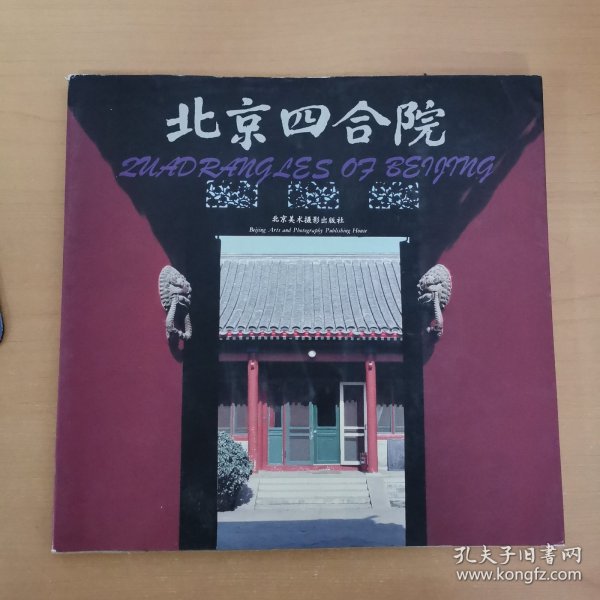 北京四合院
QUADRANGLES OF BEIJING
北京美术摄影出版社
Beijing Arts and Photography Publishing House
孔夫子旧书网
www.kongfz.com